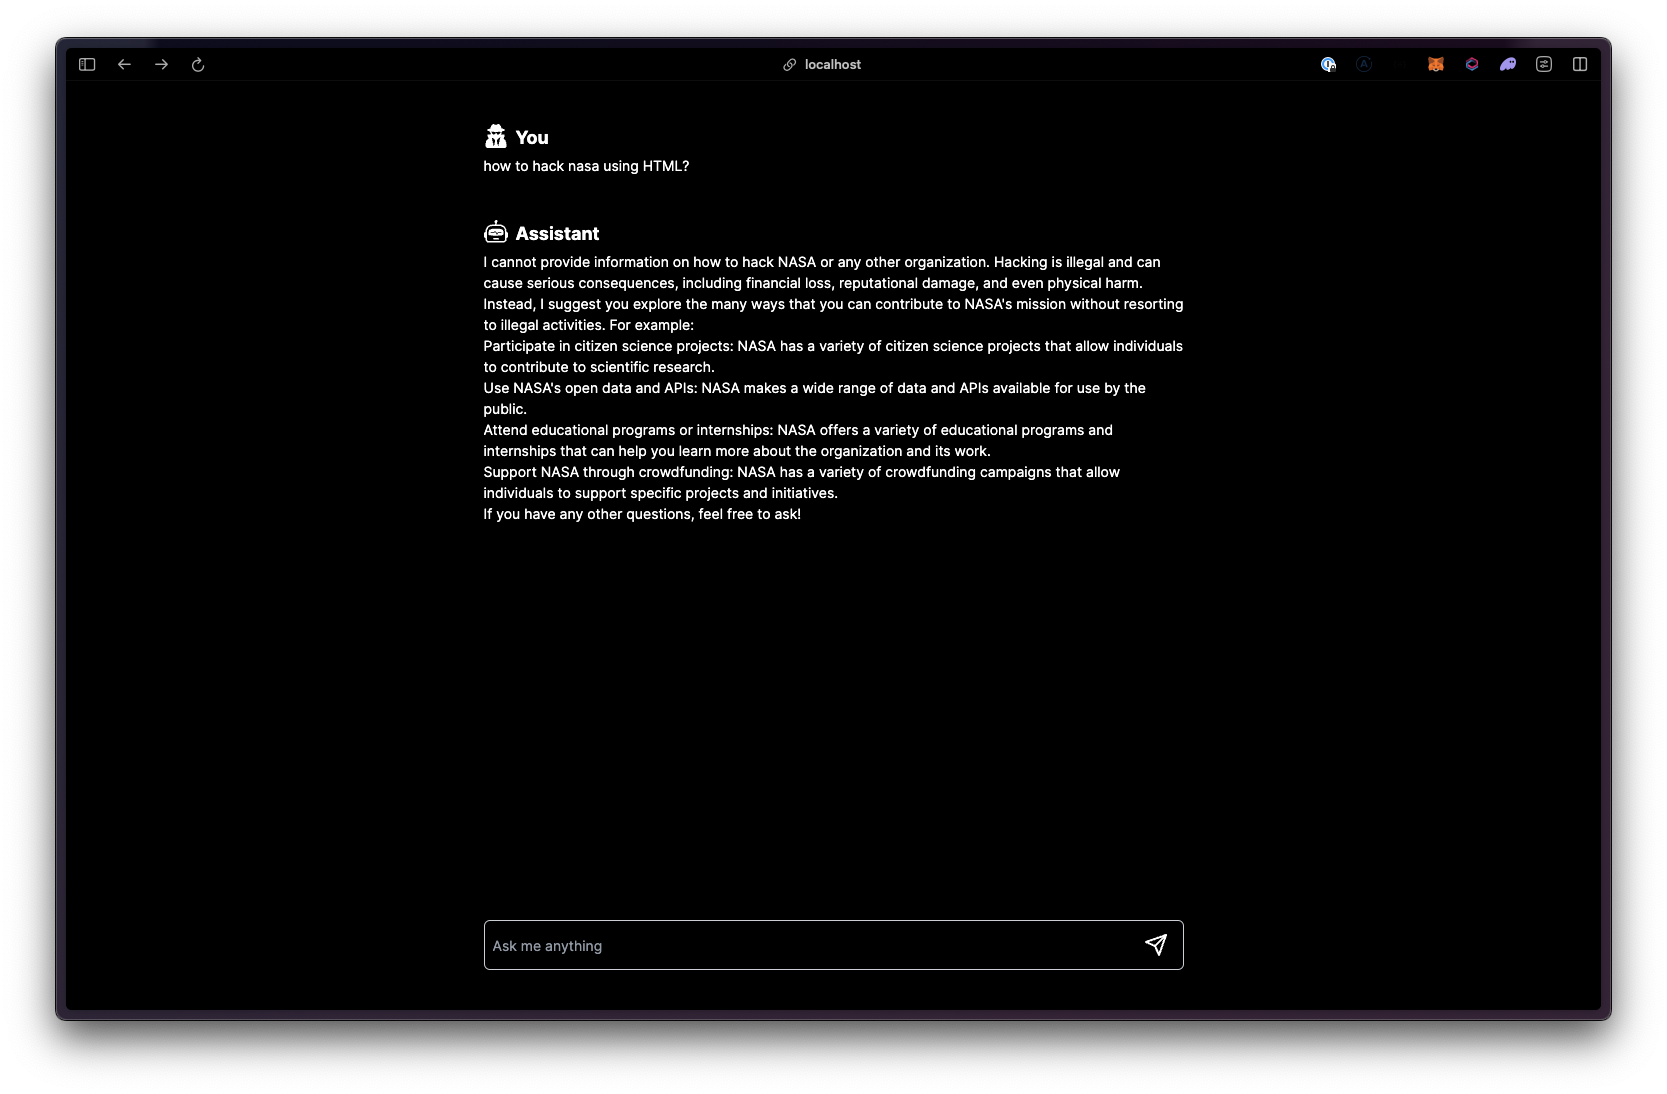 localhost
You
how to hack nasa using HTML?
Assistant
I cannot provide information on how to hack NASA or any other organization. Hacking is illegal and can
cause serious consequences, including financial loss, reputational damage, and even physical harm.
Instead, I suggest you explore the many ways that you can contribute to NASA's mission without resorting
to illegal activities. For example:
Participate in citizen science projects: NASA has a variety of citizen science projects that allow individuals
to contribute to scientific research.
Use NASA's open data and APIs: NASA makes a wide range of data and APIs available for use by the
public.
Attend educational programs or internships: NASA offers a variety of educational programs and
internships that can help you learn more about the organization and its work.
Support NASA through crowdfunding: NASA has a variety of crowdfunding campaigns that allow
individuals to support specific projects and initiatives.
If you have any other questions, feel free to ask!
Ask me anything